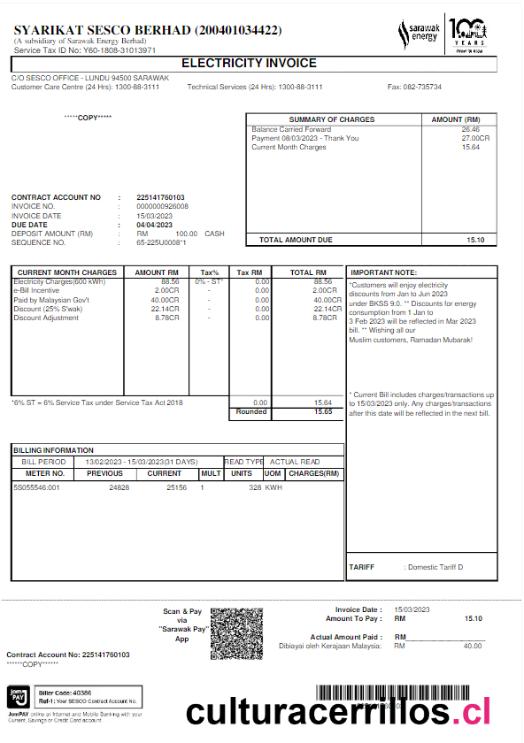 SYARIKAT SESCO BERHAD (200401034422)
(A subsidiary of Sarawak Energy Berhad)
Service Tax ID No: Y60-1808-31013971
sarawak energy
100 YEARS
ELECTRICITY INVOICE
C/O SESCO OFFICE - LUNDU 94500 SARAWAK
Customer Care Centre (24 Hrs): 1300-88-3111 Technical Services (24 Hrs): 1300-88-3111 Fax: 082-735734
*****COPY*****
SUMMARY OF CHARGES AMOUNT (RM)
Balance Carried Forward 26.46
Payment 08/03/2023 - Thank You 27.00CR
Current Month Charges 15.64
TOTAL AMOUNT DUE 15.10
CONTRACT ACCOUNT NO : 225141760103
INVOICE NO. : 0000000926008
INVOICE DATE : 15/03/2023
DUE DATE : 04/04/2023
DEPOSIT AMOUNT (RM) : RM 100.00 CASH
SEQUENCE NO. : 65-225U0008*1
CURRENT MONTH CHARGES AMOUNT RM Tax% Tax RM TOTAL RM
Electricity Charges(600 kWh) 88.56 0% - ST* 0.00 88.56
e-Bill Incentive 2.00CR - 0.00 2.00CR
Paid by Malaysian Gov't 40.00CR - 0.00 40.00CR
Discount (25% S'wak) 22.14CR - 0.00 22.14CR
Discount Adjustment 8.78CR - 0.00 8.78CR
*6% ST = 6% Service Tax under Service Tax Act 2018 0.00 15.64
Rounded 15.65
IMPORTANT NOTE:
*Customers will enjoy electricity
discounts from Jan to Jun 2023
under BKSS 9.0. ** Discounts for energy
consumption from 1 Jan to
3 Feb 2023 will be reflected in Mar 2023
bill. ** Wishing all our
Muslim customers, Ramadan Mubarak!
* Current Bill includes charges/transactions up
to 15/03/2023 only. Any charges/transactions
after this date will be reflected in the next bill.
BILLING INFORMATION
BILL PERIOD 13/02/2023 - 15/03/2023(31 DAYS) READ TYPE ACTUAL READ
METER NO. PREVIOUS CURRENT MULT UNITS UOM CHARGES(RM)
5S055546.001 24828 25156 1 328 KWH
TARIFF : Domestic Tariff D
Scan & Pay
via
"Sarawak Pay"
App
Invoice Date : 15/03/2023
Amount To Pay : RM 15.10
Actual Amount Paid : RM
Dibiayai oleh Kerajaan Malaysia: RM 40.00
Contract Account No: 225141760103
******COPY******
Jom PAY
Biller Code: 40386
Ref-1: Your SESCO Contract Account No.
JomPAY online at Internet and Mobile Banking with your
Current, Savings or Credit Card account
culturacerrillos.cl